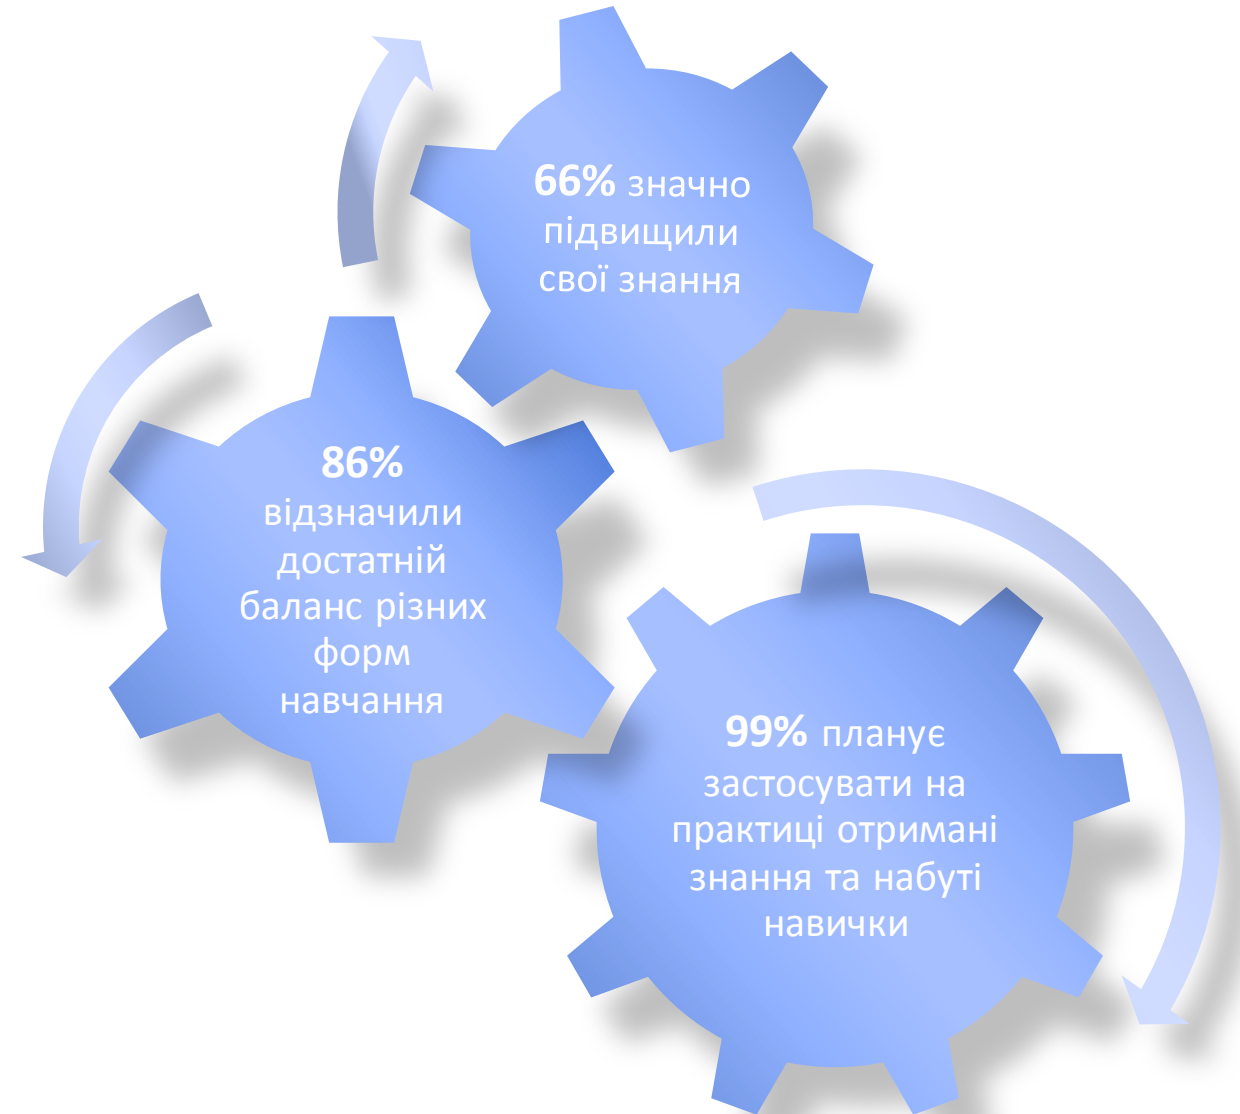 66% значно
підвищили
свої знання
86%
відзначили
достатній
баланс різних
форм
навчання
99% планує
застосувати на
практиці отримані
знання та набуті
навички